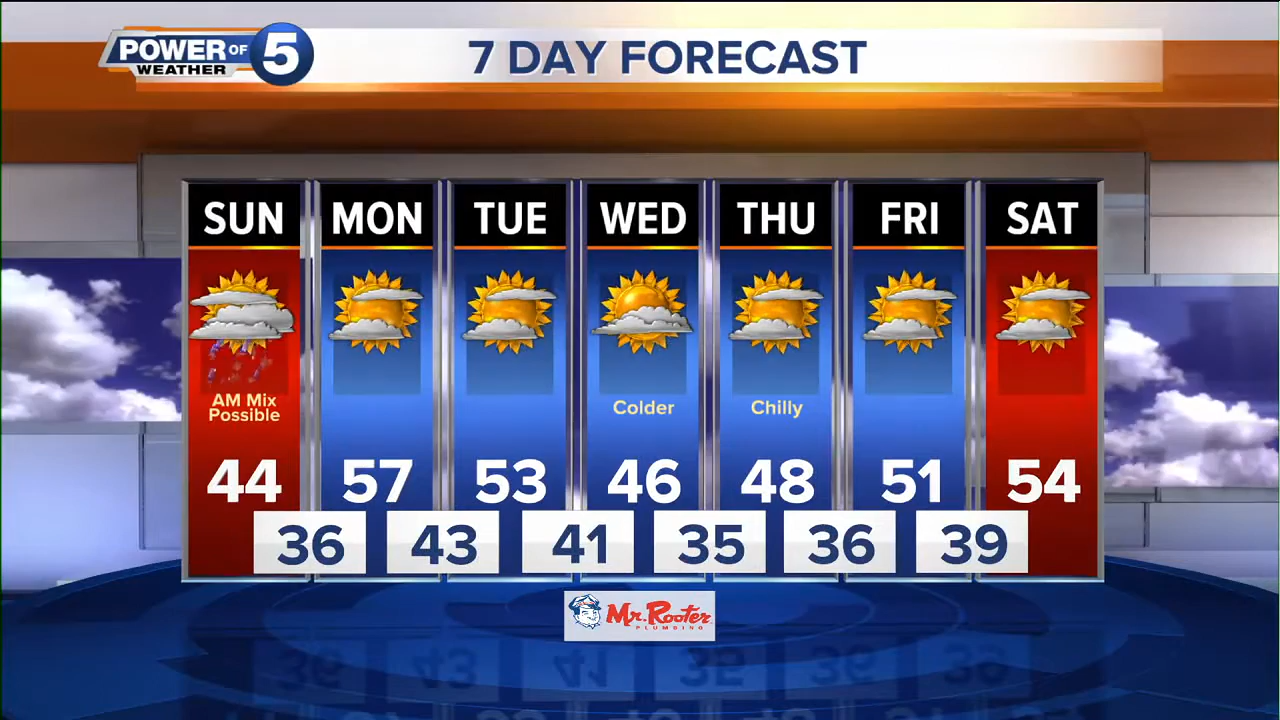 POWER OF 5
WEATHER
7 DAY FORECAST
SUN MON TUE WED THU FRI SAT
AM Mix
Possible
Colder Chilly
44 57 53 46 48 51 54
36 43 41 35 36 39
Mr. Rooter
PLUMBING